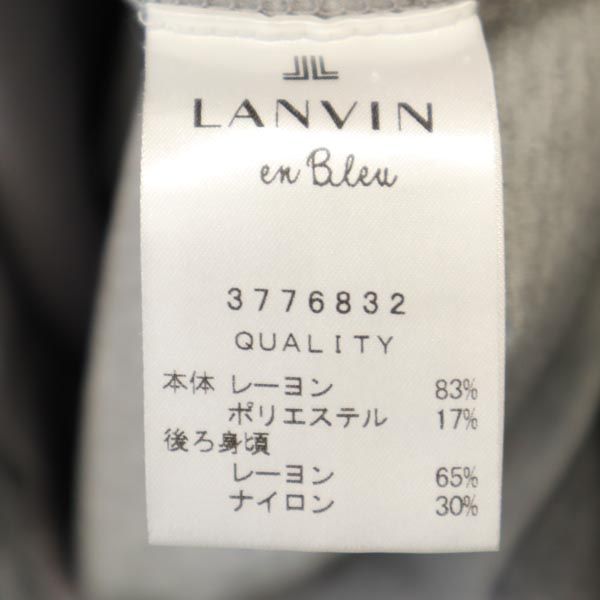 LANVIN
en Bleu
3776832
QUALITY
本体 レーヨン 83%
ポリエステル 17%
後ろ身頃
レーヨン 65%
ナイロン 30%